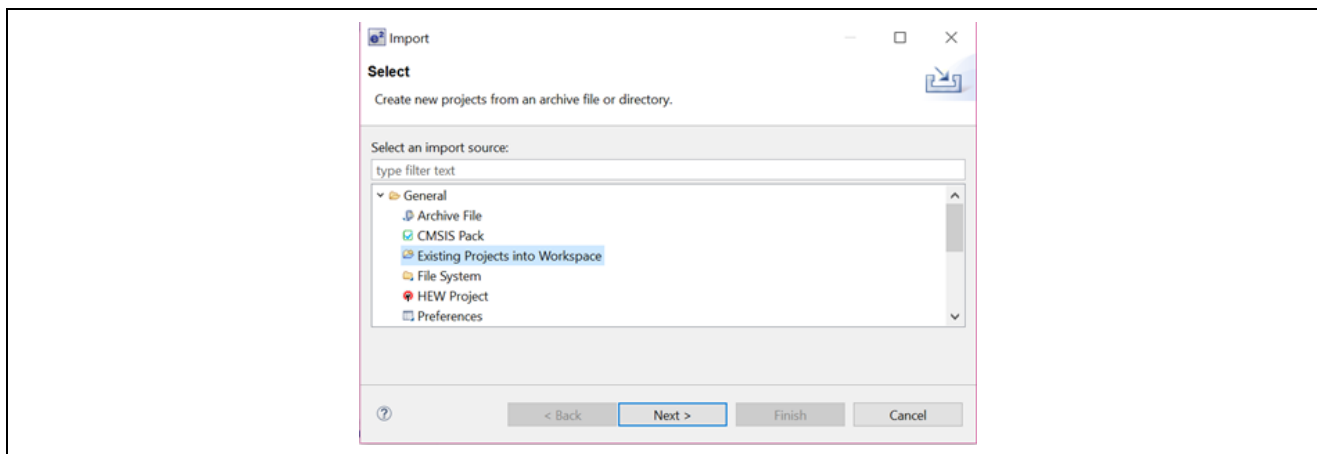 e² Import
Select
Create new projects from an archive file or directory.
Select an import source:
type filter text
General
Archive File
CMSIS Pack
Existing Projects into Workspace
File System
HEW Project
Preferences
? < Back Next > Finish Cancel